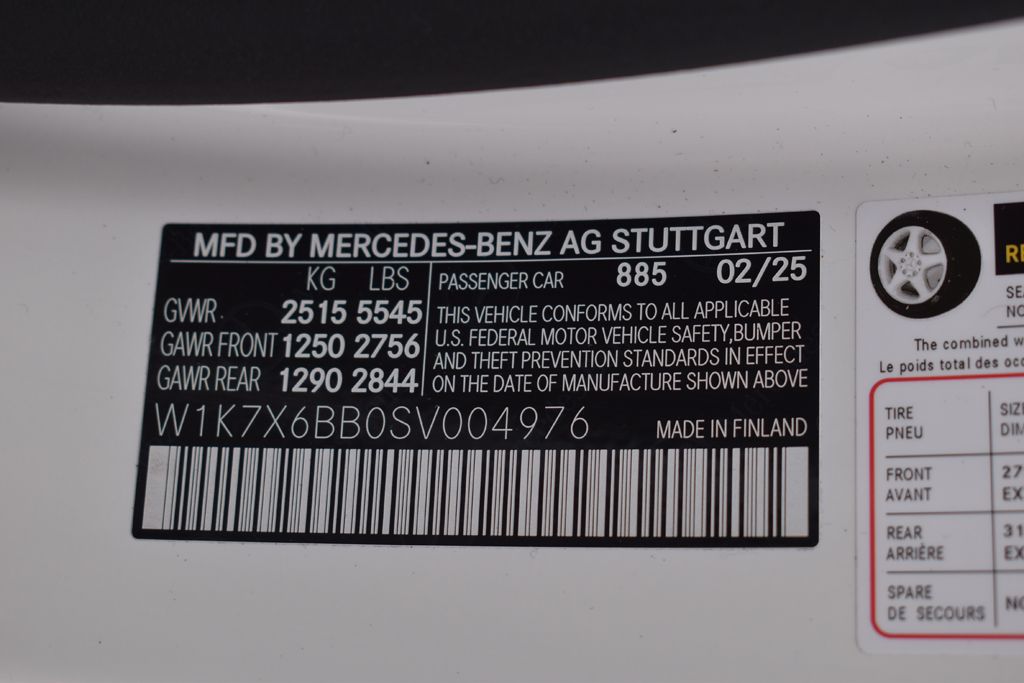 MFD BY MERCEDES-BENZ AG STUTTGART
KG LBS
GVWR 2515 5545
GAWR FRONT 1250 2756
GAWR REAR 1290 2844
PASSENGER CAR 885 02/25
THIS VEHICLE CONFORMS TO ALL APPLICABLE
U.S. FEDERAL MOTOR VEHICLE SAFETY,BUMPER
AND THEFT PREVENTION STANDARDS IN EFFECT
ON THE DATE OF MANUFACTURE SHOWN ABOVE
W1K7X6BB0SV004976
MADE IN FINLAND
The combined
Le poids total des
TIRE
PNEU
FRONT
AVANT
REAR
ARRIÈRE
SPARE
DE SECOURS